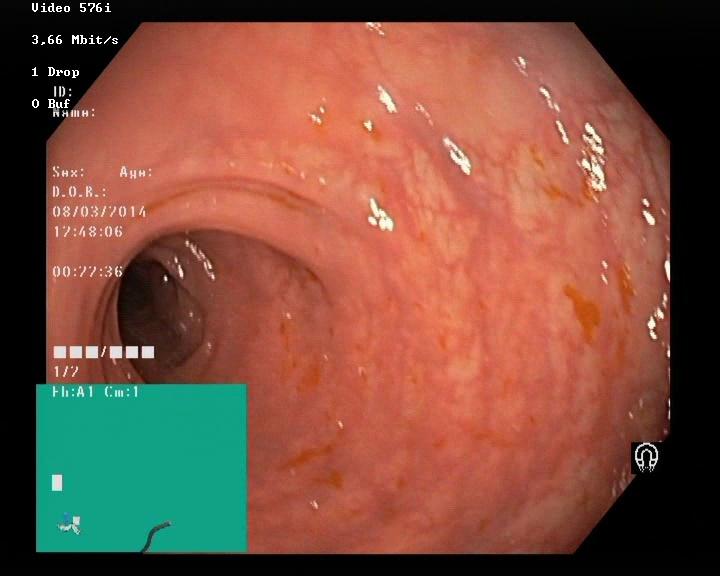 Video 576i
3,66 Mbit/s
1 Drop
ID:
0 Buf
Name:
Sex: Age:
D.O.B.:
08/03/2014
12:48:06
00:22:36
/
1/2
Eh:A1 Cm:1